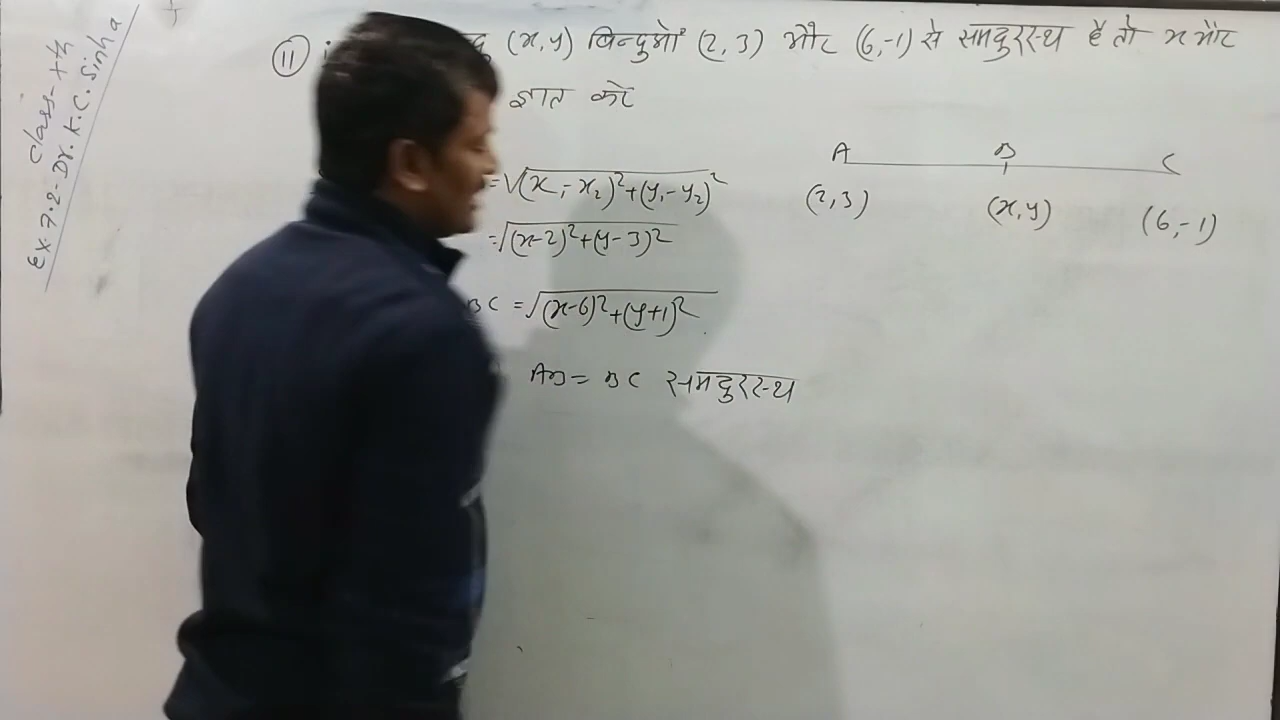 Class-Xth
Ex 7.2 - Dr. K.C. Sinha
(11) (x,y) बिन्दुओं (2,3) और (6,-1) से समदुरस्थ हैं तो x और
ज्ञात करे
A B C
(2,3) (x,y) (6,-1)
=√(x₁-x₂)²+(y₁-y₂)²
=√(x-2)²+(y-3)²
BC =√(x-6)²+(y+1)²
AB = BC समदुरस्थ